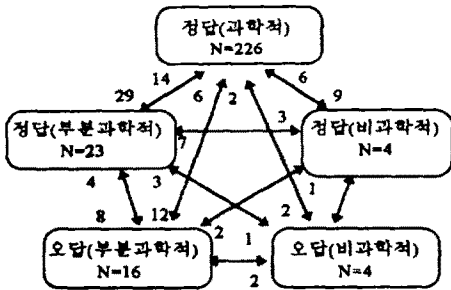 정답(과학적)
N=226
14 6
29 6 2 9
정답(부분과학적) 3 정답(비과학적)
N=23 7 N=4
4 3 1
8 12 2 1 2
오답(부분과학적) 오답(비과학적)
N=16 2 N=4